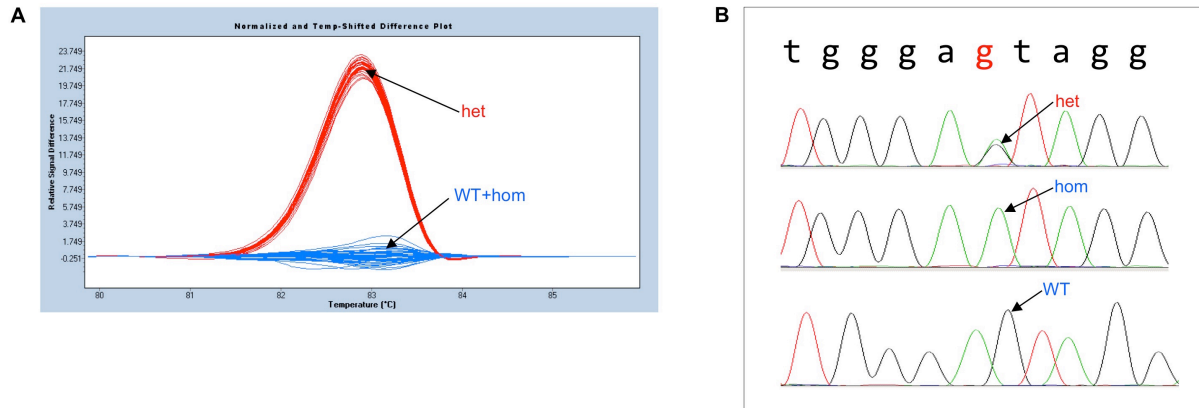 A
Normalized and Temp-Shifted Difference Plot
Relative Signal Difference
23.749
21.749
19.749
17.749
15.749
13.749
11.749
9.749
7.749
5.749
3.749
1.749
-0.251
het
WT+hom
80 81 82 83 84 85
Temperature (°C)
B
t g g g a g t a g g
het
hom
WT